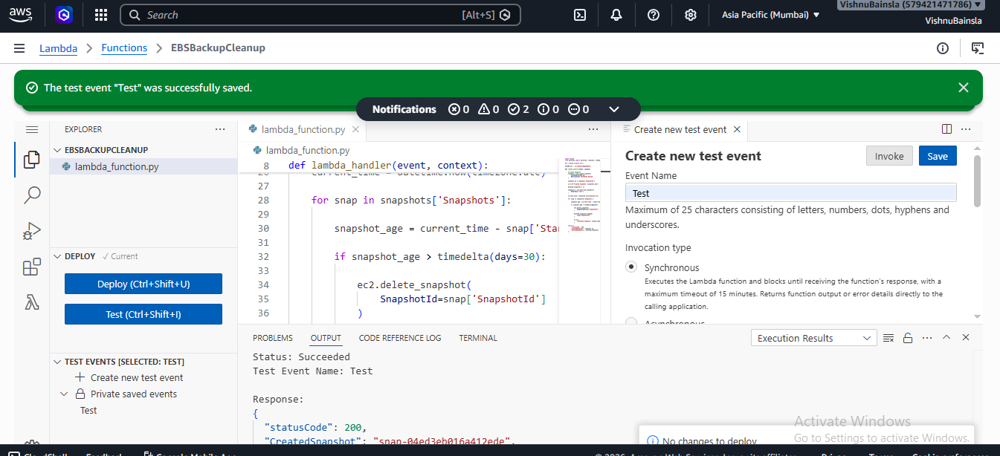 aws
Search [Alt+S]
Asia Pacific (Mumbai)
VishnuBainsla (579421471786)
VishnuBainsla
Lambda > Functions > EBSBackupCleanup
The test event "Test" was successfully saved.
Notifications 0 0 2 0 0
EXPLORER
EBSBACKUPCLEANUP
lambda_function.py
DEPLOY Current
Deploy (Ctrl+Shift+U)
Test (Ctrl+Shift+I)
TEST EVENTS [SELECTED: TEST]
Create new test event
Private saved events
Test
lambda_function.py
lambda_function.py
8 def lambda_handler(event, context):
26 current_time = datetime.now(timezone.utc)
27
28 for snap in snapshots['Snapshots']:
29
30 snapshot_age = current_time - snap['Star
31
32 if snapshot_age > timedelta(days=30):
33
34 ec2.delete_snapshot(
35 SnapshotId=snap['SnapshotId']
36 )
Create new test event
Create new test event
Invoke
Save
Event Name
Test
Maximum of 25 characters consisting of letters, numbers, dots, hyphens and
underscores.
Invocation type
Synchronous
Executes the Lambda function and blocks until receiving the function's response, with a
maximum timeout of 15 minutes. Returns function output or error details directly to the
calling application.
Asynchronous
PROBLEMS OUTPUT CODE REFERENCE LOG TERMINAL
Execution Results
Status: Succeeded
Test Event Name: Test
Response:
{
"statusCode": 200,
"CreatedSnapshot": "snap-04ed3eb016a412ede",
No changes to deploy
Activate Windows
Go to Settings to activate Windows.
CloudShell Feedback Console Mobile App